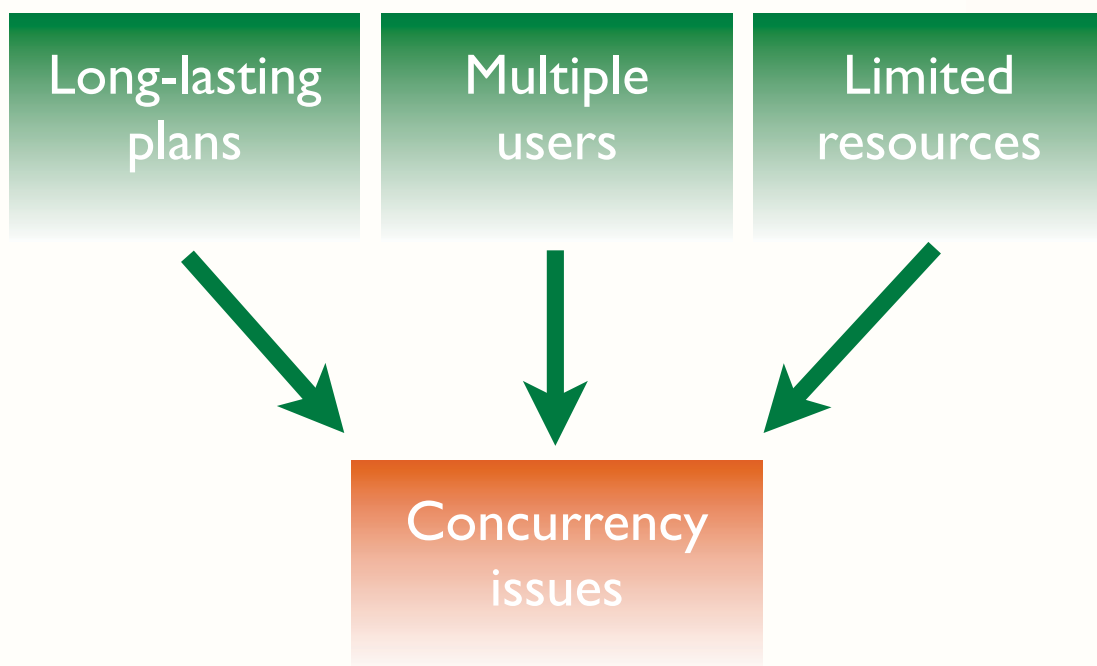 Long-lasting
plans
Multiple
users
Limited
resources
Concurrency
issues